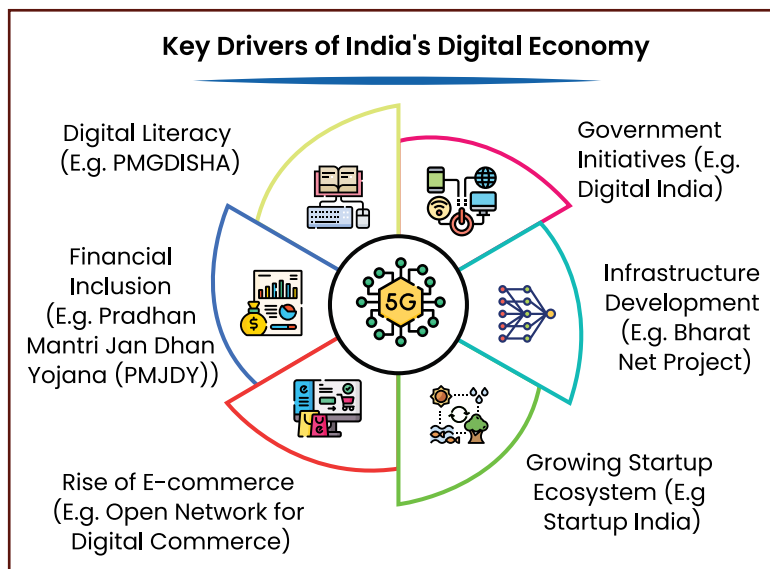 Key Drivers of India's Digital Economy
Digital Literacy
(E.g. PMGDISHA)
Government
Initiatives (E.g.
Digital India)
Financial
Inclusion
(E.g. Pradhan
Mantri Jan Dhan
Yojana (PMJDY))
5G
Infrastructure
Development
(E.g. Bharat
Net Project)
Rise of E-commerce
(E.g. Open Network for
Digital Commerce)
Growing Startup
Ecosystem (E.g
Startup India)